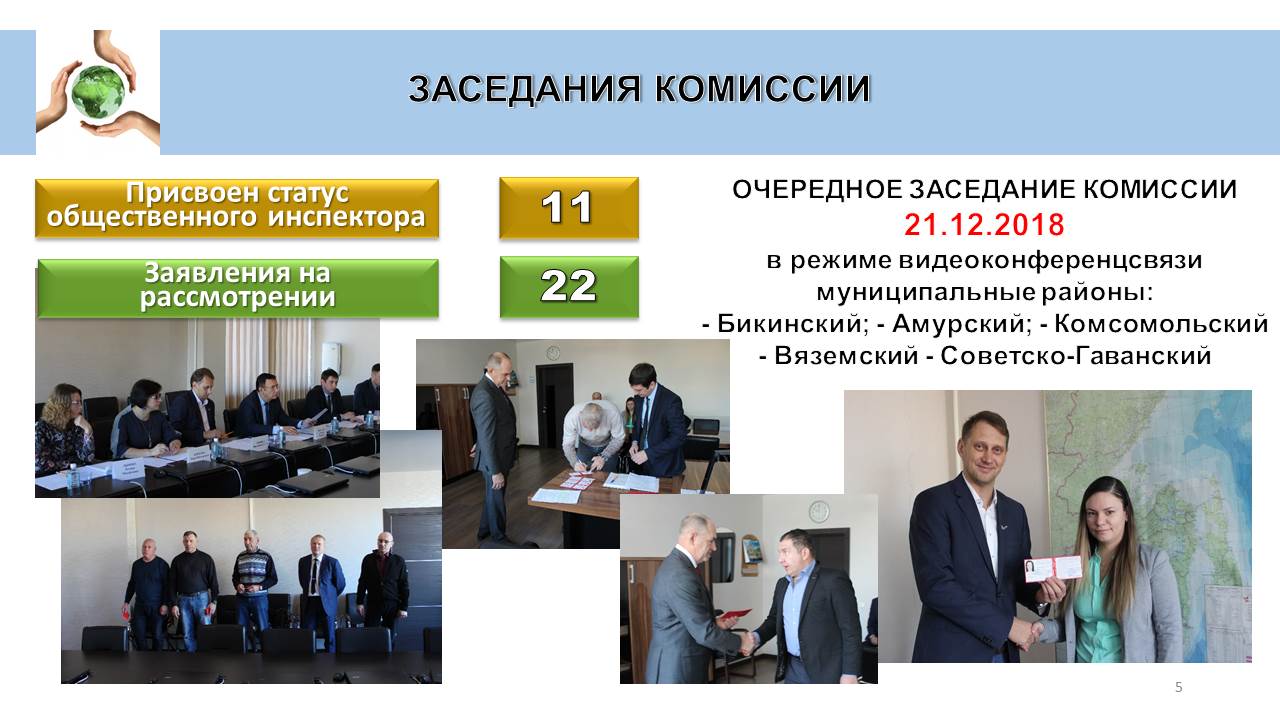 ЗАСЕДАНИЯ КОМИССИИ
Присвоен статус
общественного инспектора
11
Заявления на
рассмотрении
22
ОЧЕРЕДНОЕ ЗАСЕДАНИЕ КОМИССИИ
21.12.2018
в режиме видеоконференцсвязи
муниципальные районы:
- Бикинский; - Амурский; - Комсомольский
- Вяземский - Советско-Гаванский
5